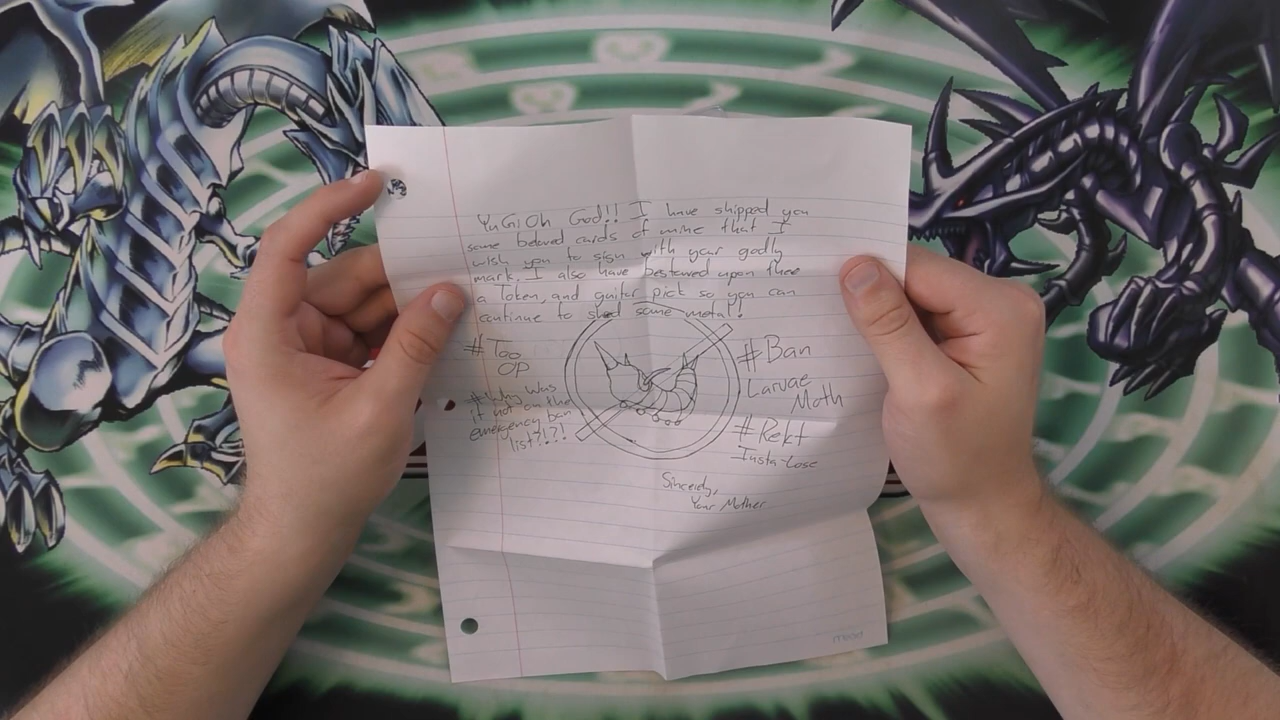 YuGiOh God!! I have shipped you
some beloved cards of mine that I
wish you to sign with your godly
mark. I also have bestowed upon thee
a Token, and guitar pick so you can
continue to shed some metal!
#Too
OP
#Why was
it not on the
emergency ban
list?!?!
#Ban
Larvae
Moth
#Rekt
Insta-Lose
Sincerely,
Your Mother
mead